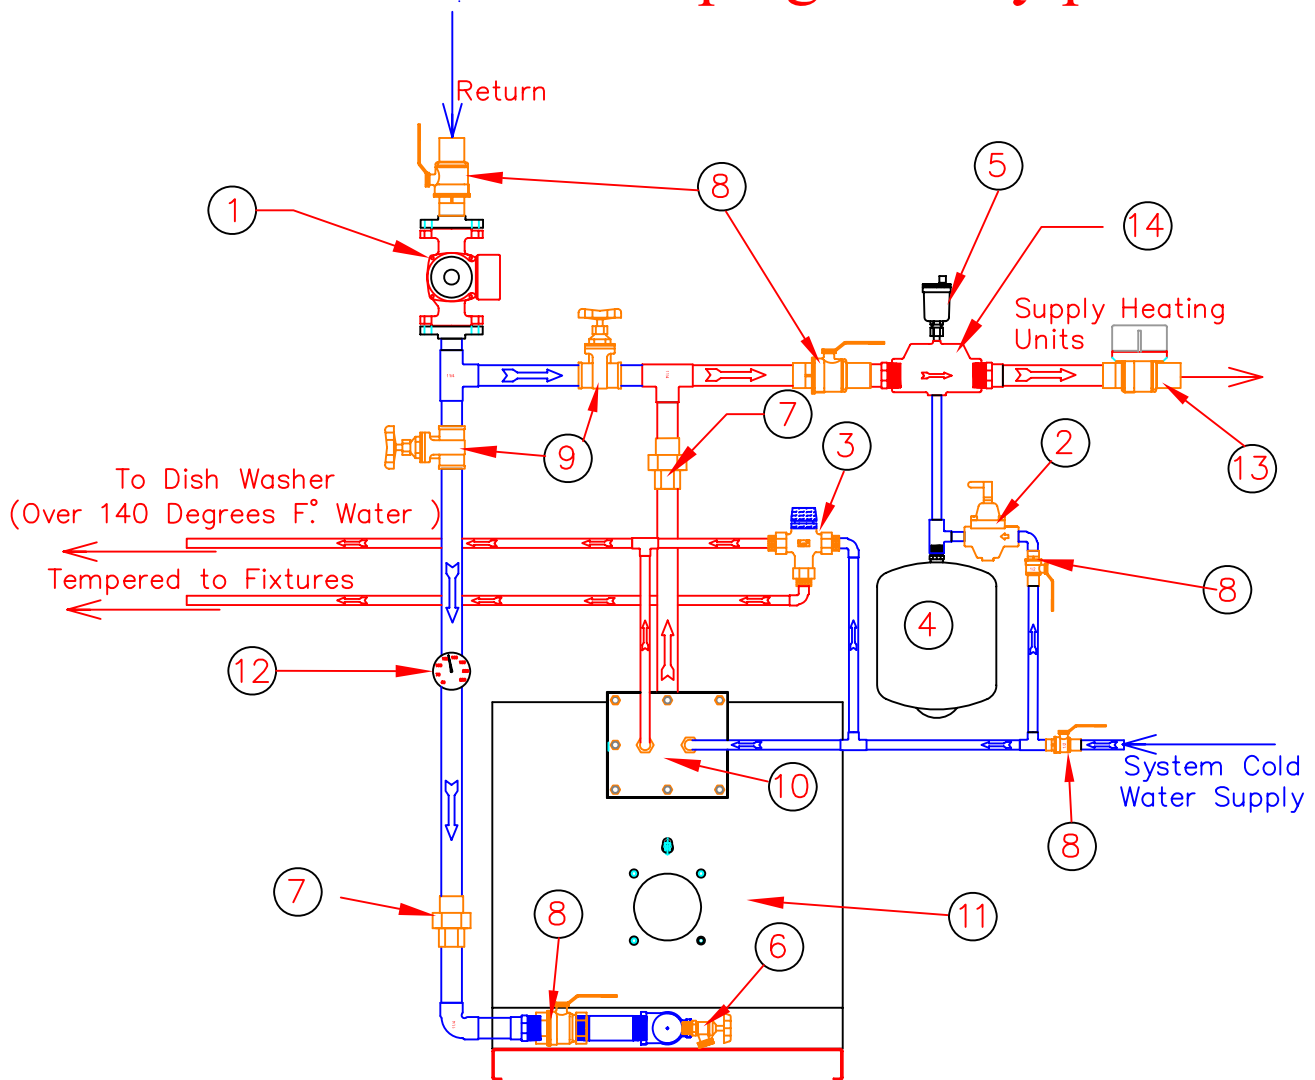 Return
1
8
5
14
Supply Heating
Units
7
3
2
9
13
To Dish Washer
(Over 140 Degrees F.° Water )
Tempered to Fixtures
8
4
12
System Cold
Water Supply
10
8
7
8
11
6